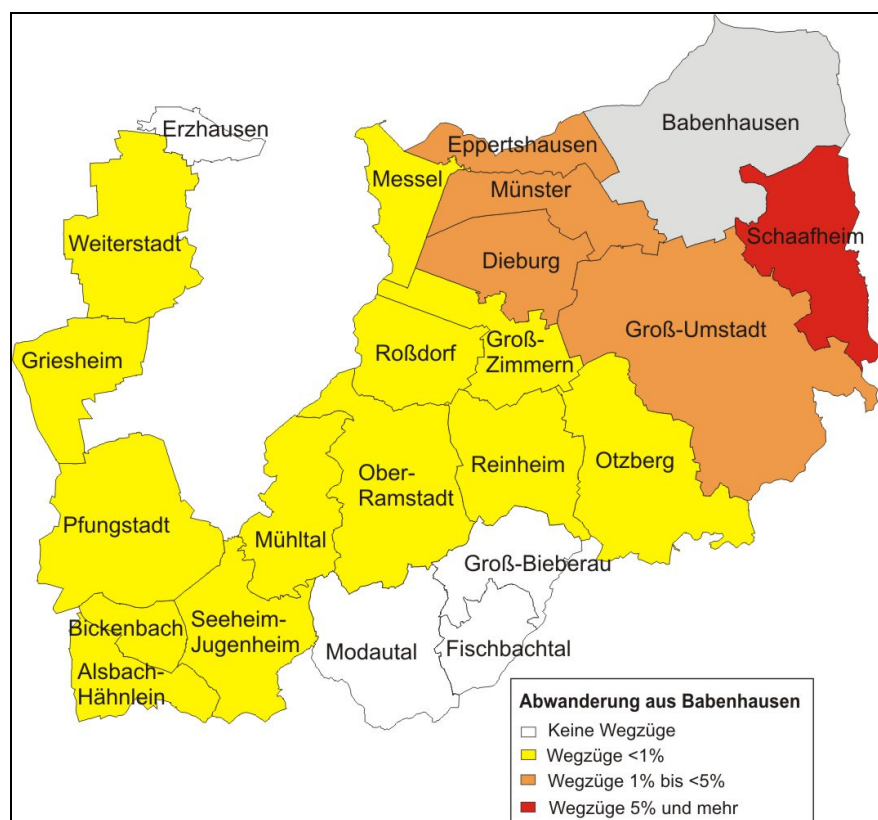 Babenhausen
Erzhausen
Eppertshausen
Messel
Münster
Schaafheim
Weiterstadt
Dieburg
Groß-Umstadt
Griesheim
Roßdorf
Groß-
Zimmern
Ober-
Ramstadt
Reinheim
Otzberg
Pfungstadt
Mühltal
Groß-Bieberau
Bickenbach
Seeheim-
Jugenheim
Modautal
Fischbachtal
Alsbach-
Hähnlein
Abwanderung aus Babenhausen
Keine Wegzüge
Wegzüge <1%
Wegzüge 1% bis <5%
Wegzüge 5% und mehr